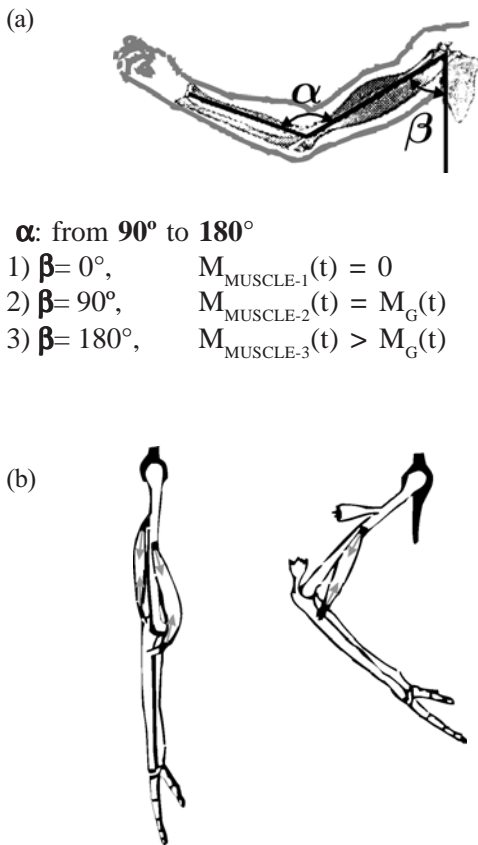 (a)
α
β
α: from 90º to 180°
1) β= 0°, M_MUSCLE-1(t) = 0
2) β= 90º, M_MUSCLE-2(t) = M_G(t)
3) β= 180°, M_MUSCLE-3(t) > M_G(t)
(b)